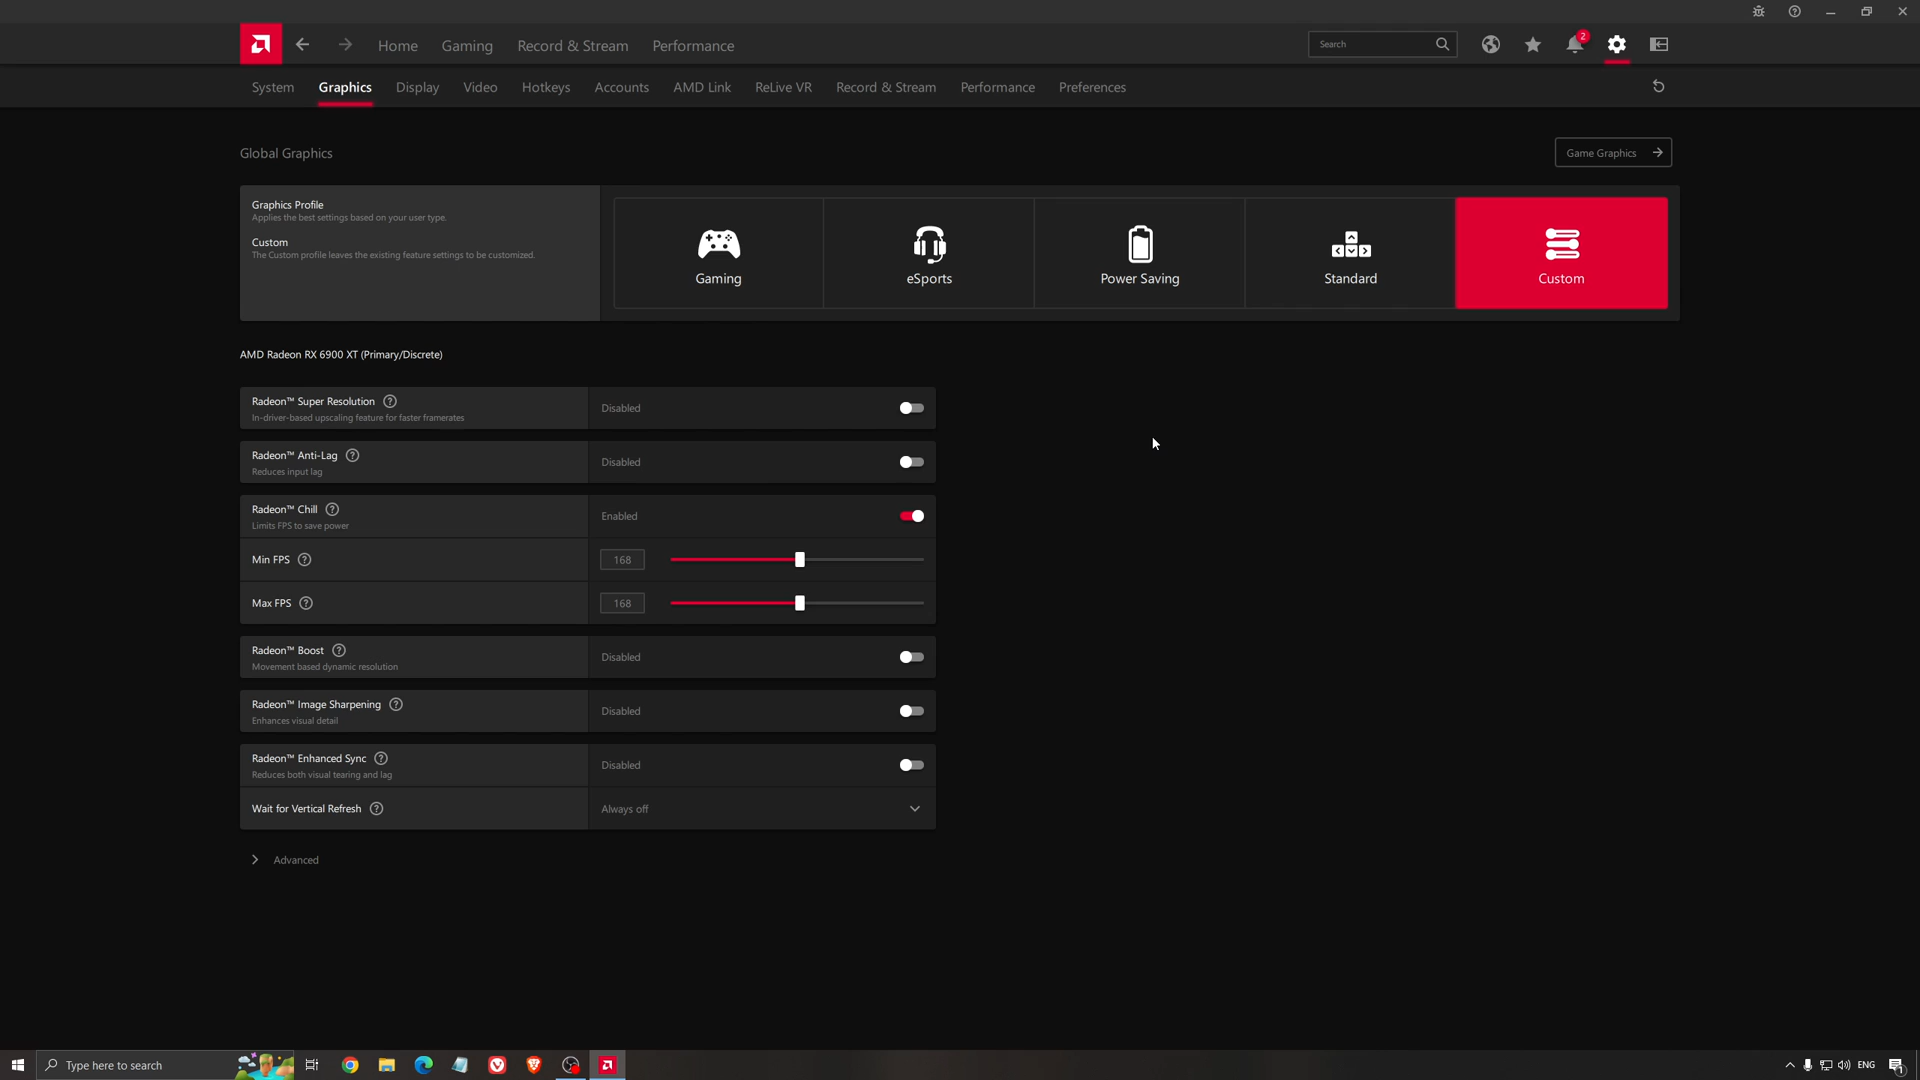 2
Home Gaming Record & Stream Performance Search
System Graphics Display Video Hotkeys Accounts AMD Link ReLive VR Record & Stream Performance Preferences
Global Graphics
Game Graphics
Graphics Profile
Applies the best settings based on your user type.
Custom
The Custom profile leaves the existing feature settings to be customized.
Gaming eSports Power Saving Standard Custom
AMD Radeon RX 6900 XT (Primary/Discrete)
Radeon™ Super Resolution ?
In-driver-based upscaling feature for faster framerates
Disabled
Radeon™ Anti-Lag ?
Reduces input lag
Disabled
Radeon™ Chill ?
Limits FPS to save power
Enabled
Min FPS ? 168
Max FPS ? 168
Radeon™ Boost ?
Movement based dynamic resolution
Disabled
Radeon™ Image Sharpening ?
Enhances visual detail
Disabled
Radeon™ Enhanced Sync ?
Reduces both visual tearing and lag
Disabled
Wait for Vertical Refresh ? Always off
Advanced
Type here to search ENG 1